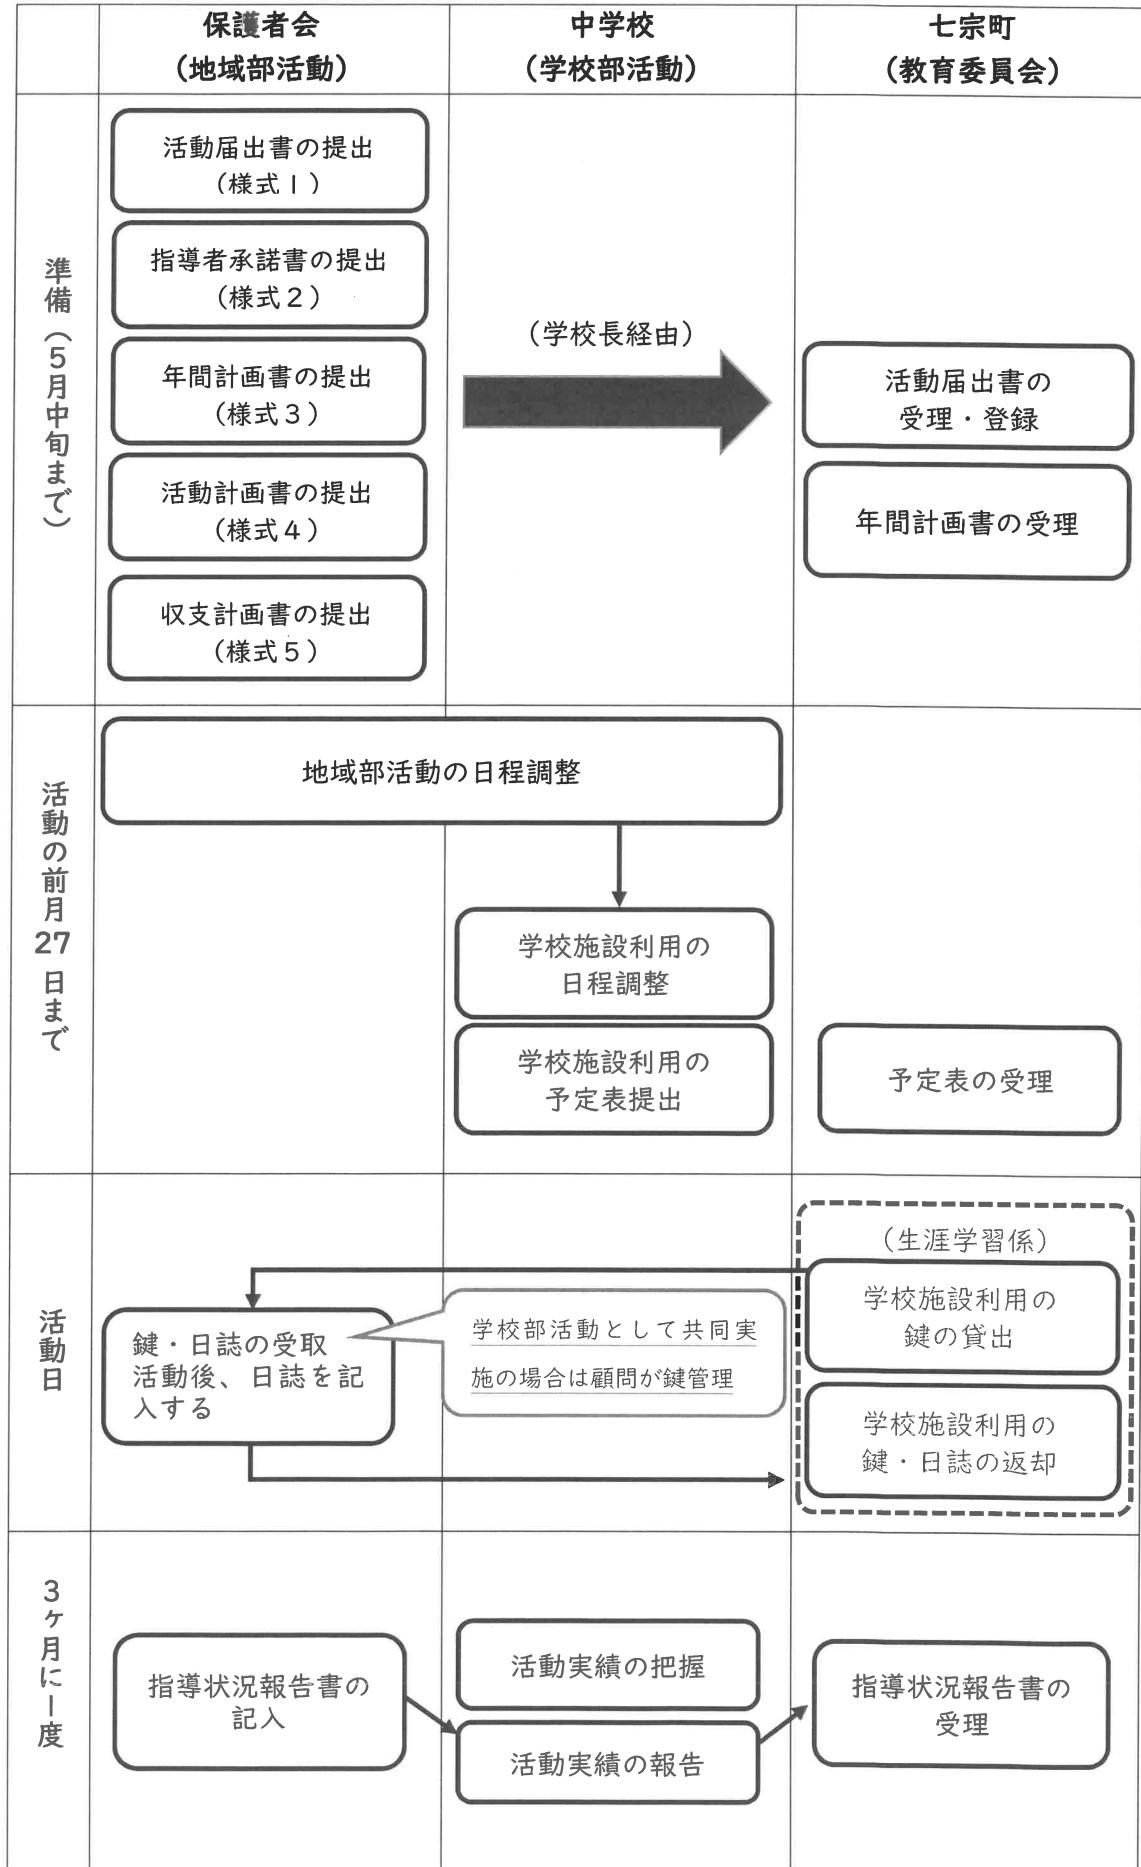 保護者会
（地域部活動）
中学校
（学校部活動）
七宗町
（教育委員会）
準備（5月中旬まで）
活動届出書の提出
（様式１）
指導者承諾書の提出
（様式２）
年間計画書の提出
（様式３）
活動計画書の提出
（様式４）
収支計画書の提出
（様式５）
（学校長経由）
活動届出書の
受理・登録
年間計画書の受理
活動の前月27日まで
地域部活動の日程調整
学校施設利用の
日程調整
学校施設利用の
予定表提出
予定表の受理
活動日
鍵・日誌の受取
活動後、日誌を記
入する
学校部活動として共同実
施の場合は顧問が鍵管理
（生涯学習係）
学校施設利用の
鍵の貸出
学校施設利用の
鍵・日誌の返却
3ヶ月に一度
指導状況報告書の
記入
活動実績の把握
活動実績の報告
指導状況報告書の
受理